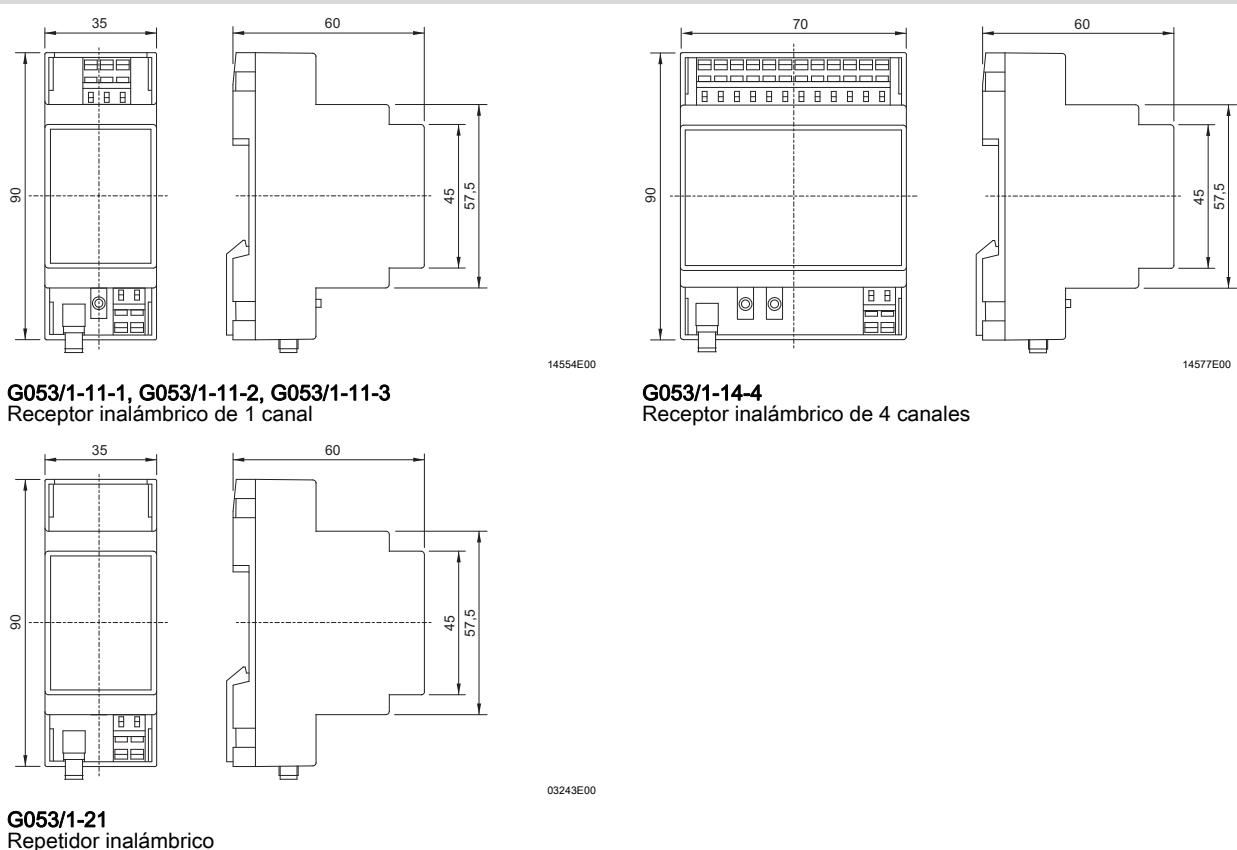 35
60
90
45
57,5
14554E00
G053/1-11-1, G053/1-11-2, G053/1-11-3
Receptor inalámbrico de 1 canal
70
60
90
45
57,5
14577E00
G053/1-14-4
Receptor inalámbrico de 4 canales
35
60
90
45
57,5
03243E00
G053/1-21
Repetidor inalámbrico